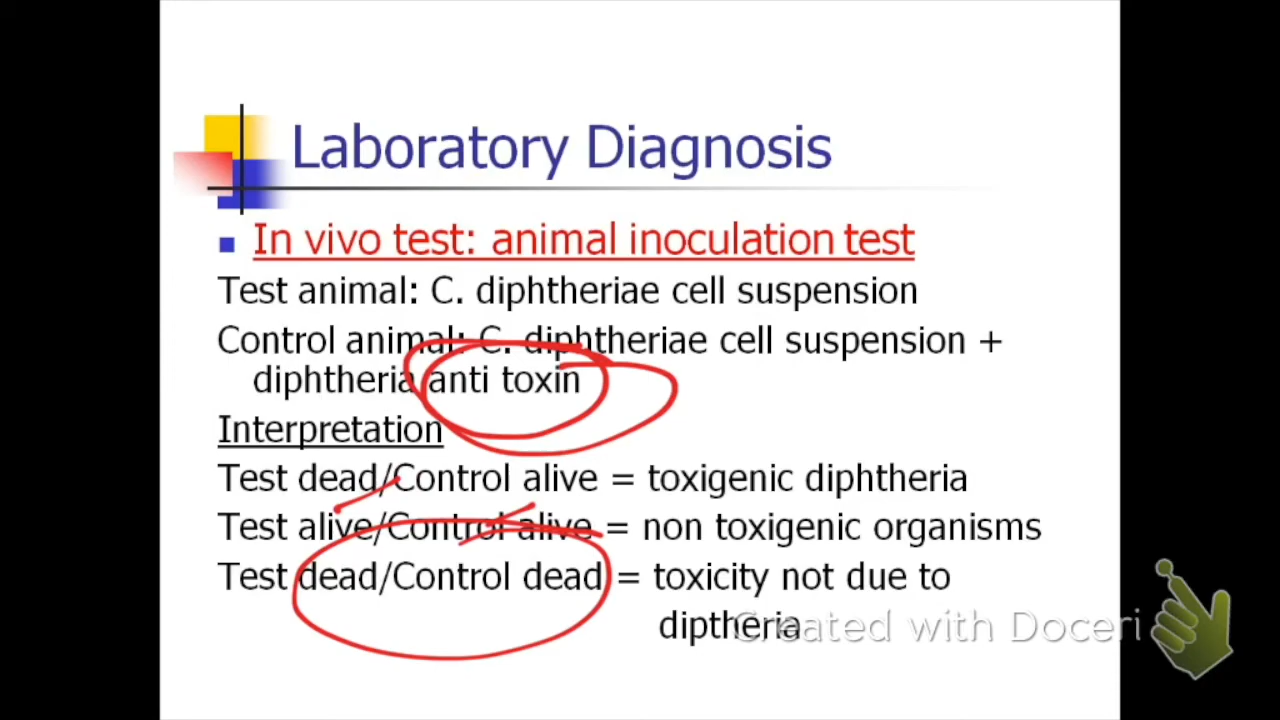 Laboratory Diagnosis
In vivo test: animal inoculation test
Test animal: C. diphtheriae cell suspension
Control animal: C. diphtheriae cell suspension +
diphtheria anti toxin
Interpretation
Test dead/Control alive = toxigenic diphtheria
Test alive/Control alive = non toxigenic organisms
Test dead/Control dead = toxicity not due to
diptheria
Created with Doceri